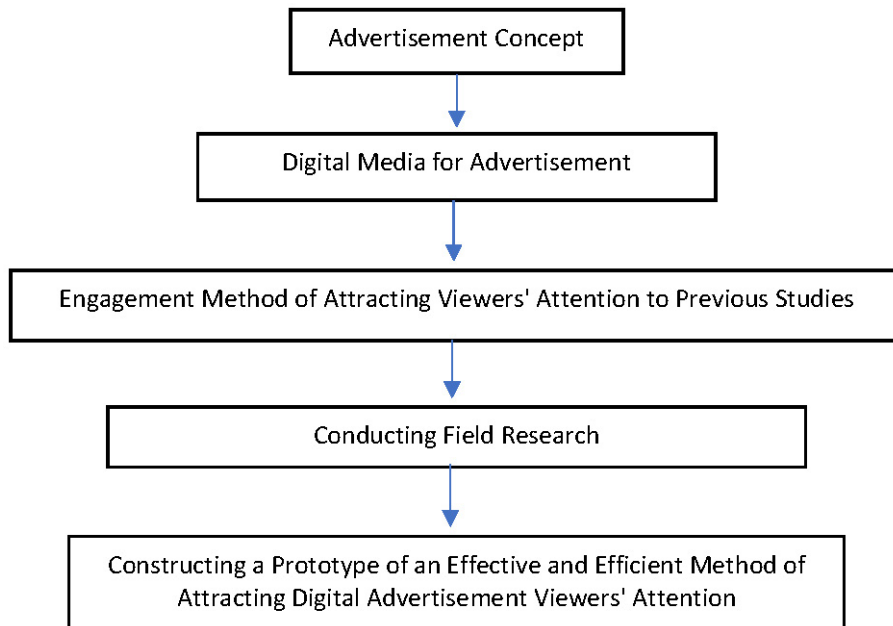 Advertisement Concept
Digital Media for Advertisement
Engagement Method of Attracting Viewers' Attention to Previous Studies
Conducting Field Research
Constructing a Prototype of an Effective and Efficient Method of
Attracting Digital Advertisement Viewers' Attention